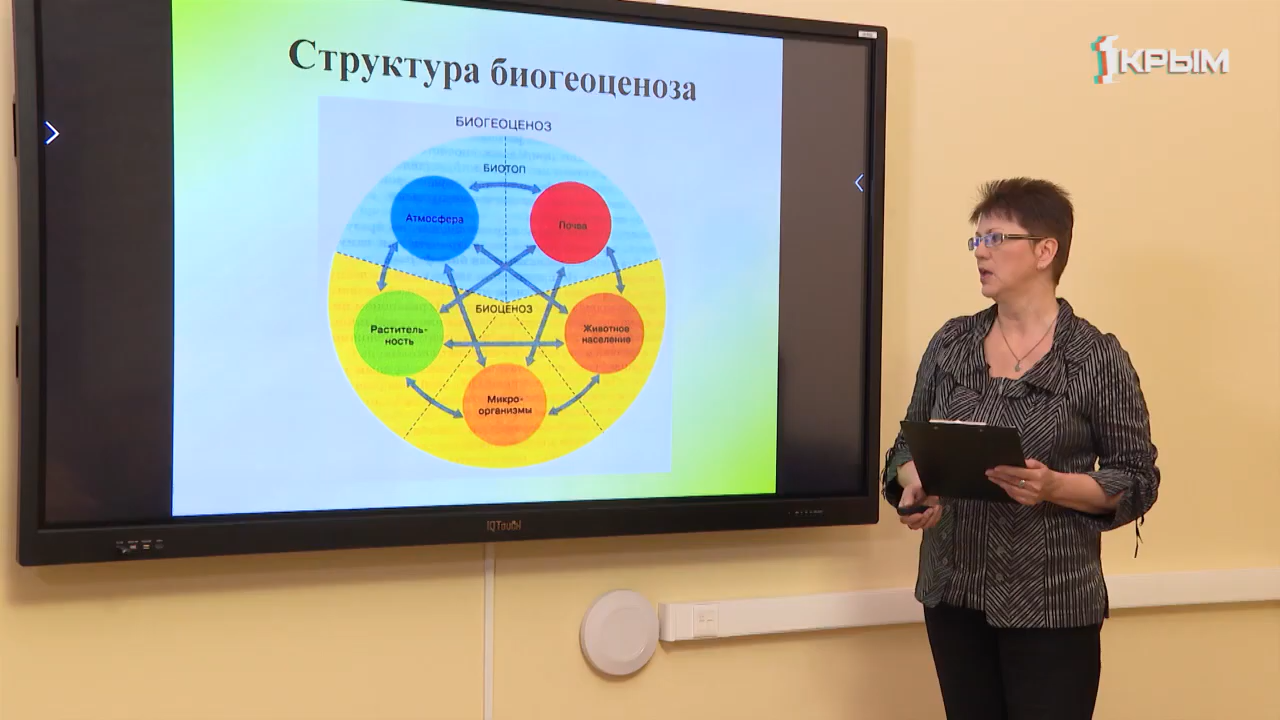 Структура биогеоценоза
1КРЫМ
БИОГЕОЦЕНОЗ
БИОТОП
Атмосфера
Почва
БИОЦЕНОЗ
Раститель-
ность
Животное
население
Микро-
организмы
IQTouch